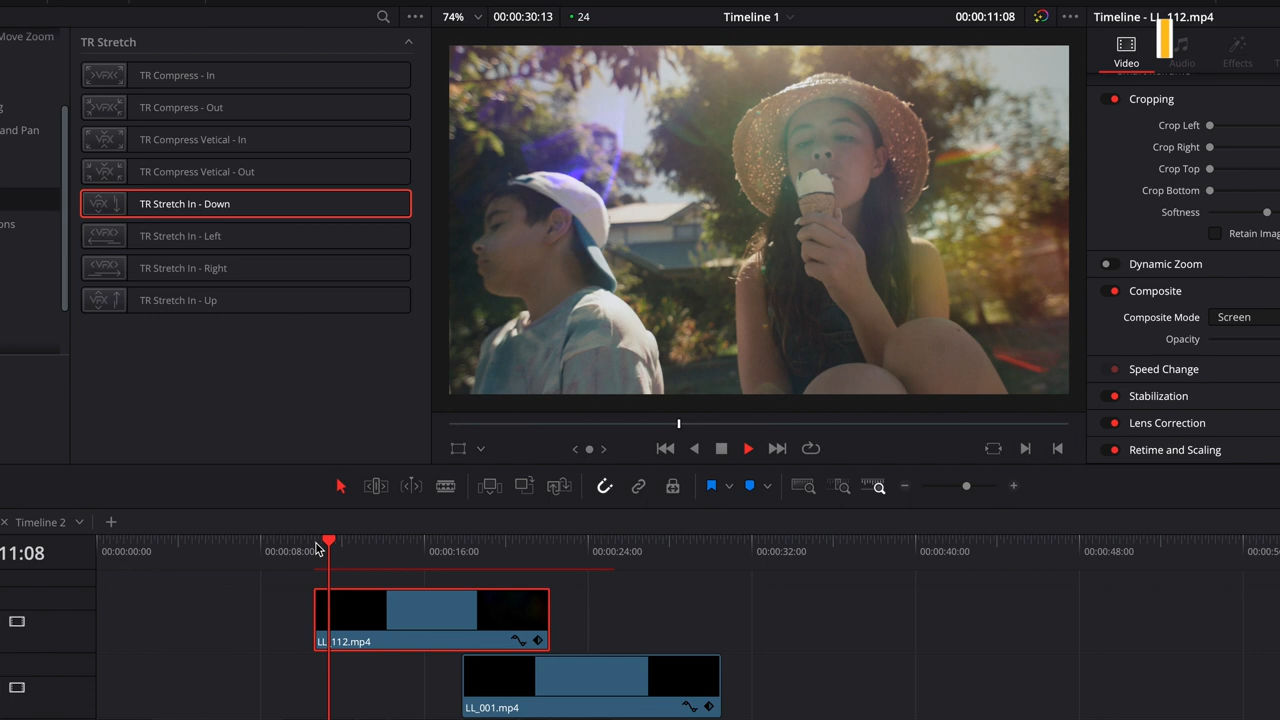 74%
00:00:30:13
24
Timeline 1
00:00:11:08
Timeline - LL_112.mp4
Move Zoom
TR Stretch
Video
Audio
Effects
TR Compress - In
Cropping
TR Compress - Out
Crop Left
and Pan
TR Compress Vetical - In
Crop Right
TR Compress Vetical - Out
Crop Top
Crop Bottom
TR Stretch In - Down
Softness
ons
TR Stretch In - Left
Retain Imag
TR Stretch In - Right
Dynamic Zoom
TR Stretch In - Up
Composite
Composite Mode
Screen
Opacity
Speed Change
Stabilization
Lens Correction
Retime and Scaling
Timeline 2
11:08
00:00:00:00
00:00:08:00
00:00:16:00
00:00:24:00
00:00:32:00
00:00:40:00
00:00:48:00
00:00:5
LL_112.mp4
LL_001.mp4